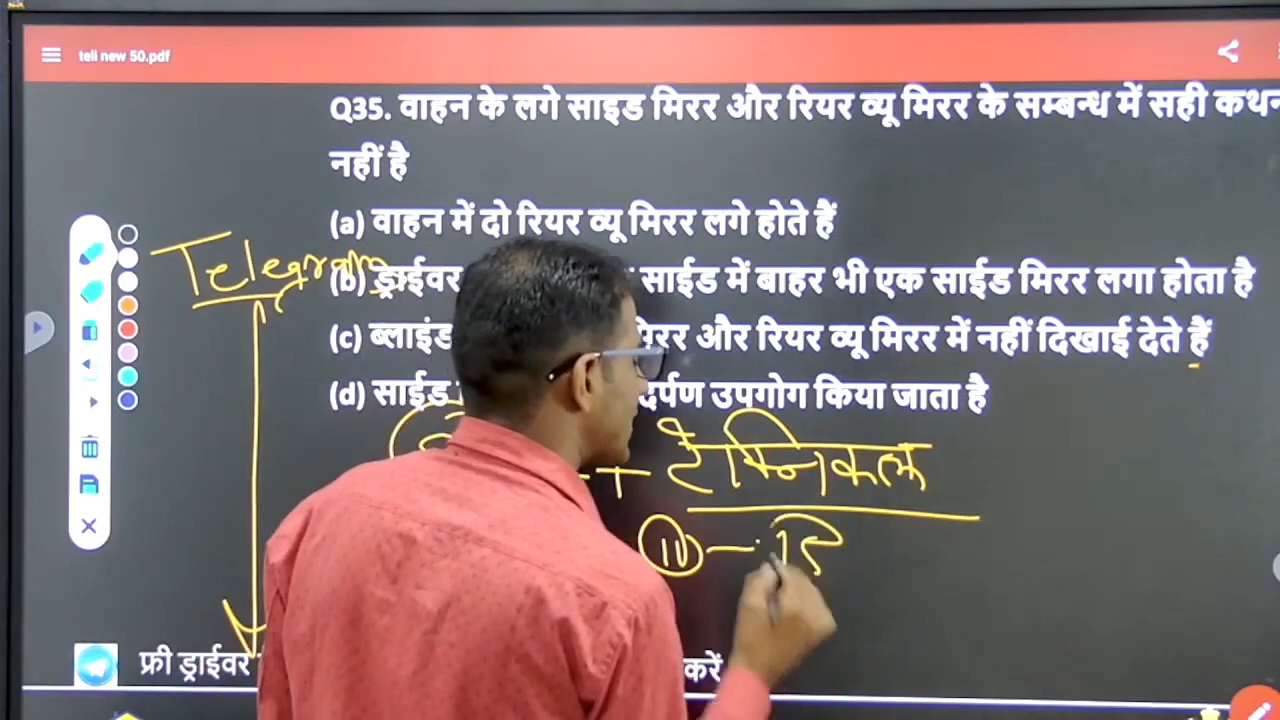 teli new 50.pdf
Q35. वाहन के लगे साइड मिरर और रियर व्यू मिरर के सम्बन्ध में सही कथन
नहीं है
(a) वाहन में दो रियर व्यू मिरर लगे होते हैं
Telegram
(b) ड्राईवर साईड में बाहर भी एक साईड मिरर लगा होता है
(c) ब्लाइंड मिरर और रियर व्यू मिरर में नहीं दिखाई देते हैं
(d) साईड दर्पण उपगोग किया जाता है
+ टेक्निकल
फ्री ड्राईवर करें